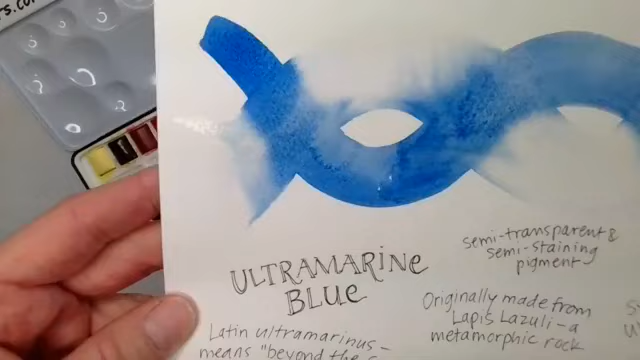 ULTRAMARINE
BLUE
Latin ultramarinus -
means "beyond the
semi-transparent &
semi-staining
pigment
Originally made from
Lapis Lazuli - a
metamorphic rock